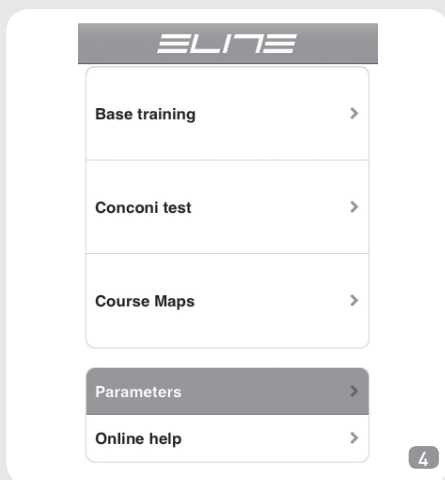 ELITE
Base training
Conconi test
Course Maps
Parameters
Online help
4